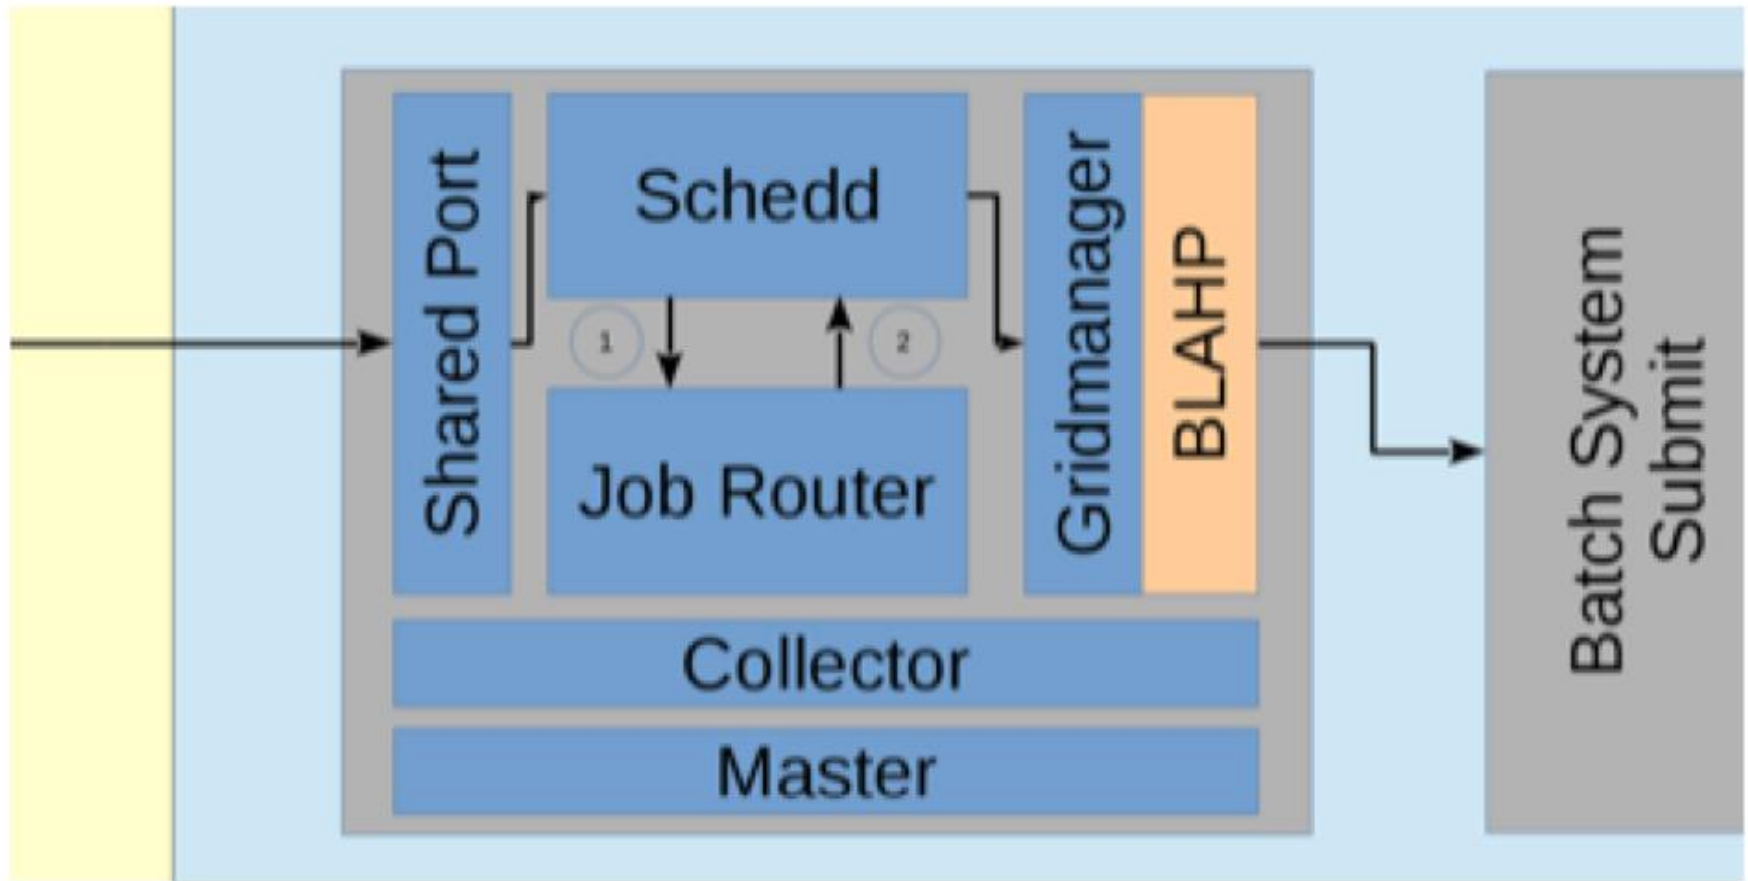 Shared Port
Schedd
1
2
Job Router
Gridmanager
BLAHP
Collector
Master
Batch System
Submit